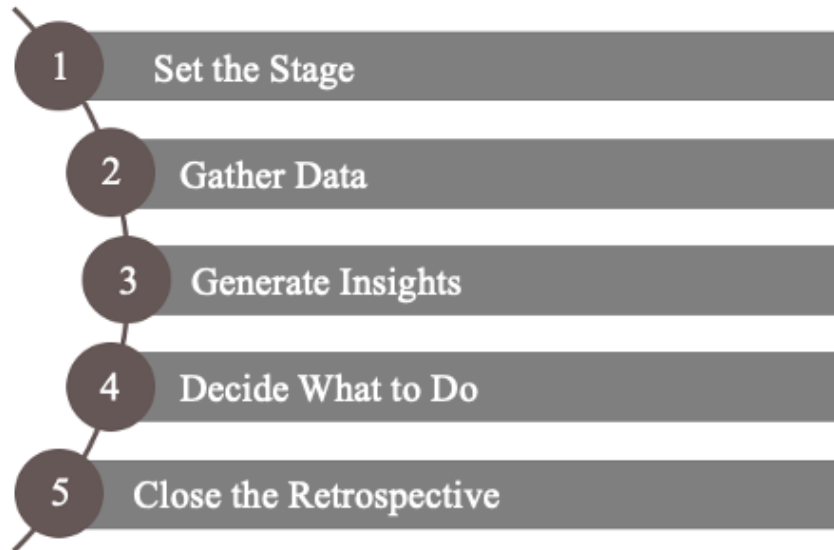 1 Set the Stage
2 Gather Data
3 Generate Insights
4 Decide What to Do
5 Close the Retrospective